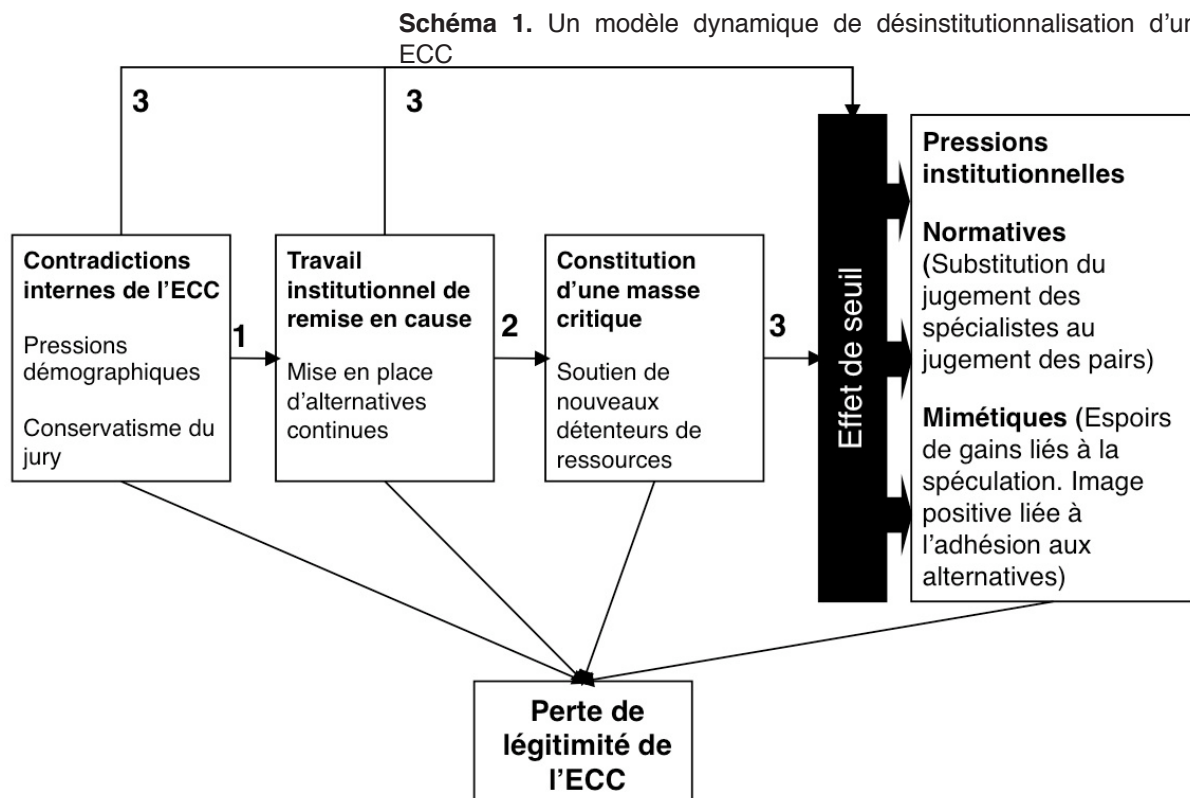 Schéma 1. Un modèle dynamique de désinstitutionnalisation d'un
ECC
3
3
Contradictions
internes de l'ECC
Pressions
démographiques
Conservatisme du
jury
1
Travail
institutionnel de
remise en cause
Mise en place
d'alternatives
continues
2
Constitution
d'une masse
critique
Soutien de
nouveaux
détenteurs de
ressources
3
Effet de seuil
Pressions
institutionnelles
Normatives
(Substitution du
jugement des
spécialistes au
jugement des pairs)
Mimétiques (Espoirs
de gains liés à la
spéculation. Image
positive liée à
l'adhésion aux
alternatives)
Perte de
légitimité de
l'ECC